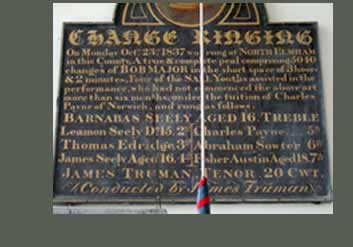 CHANGE RINGING
On Monday Octr. 23, 1837 was rung at NORTH ELMHAM
in this County, A true & complete peal comprising 5040
changes of BOB MAJOR in the short space of 3 hours
& 2 minutes. Four of the S.A.I.D. Youths assisted in the
performance, who had not commenced the above art
more than six months, under the tuition of Charles
Payne of Norwich, and rung as follows:
BARNABAS SEELY AGED 16. TREBLE
Leamon Seely Do. 15. 2nd Charles Payne 5th
Thomas Edridge 3rd Abraham Sowter 6th
James Seely Aged 16. 4th Fisher Austin Aged 18. 7th
JAMES TRUMAN, TENOR. 20 CWT.
Conducted by James Truman